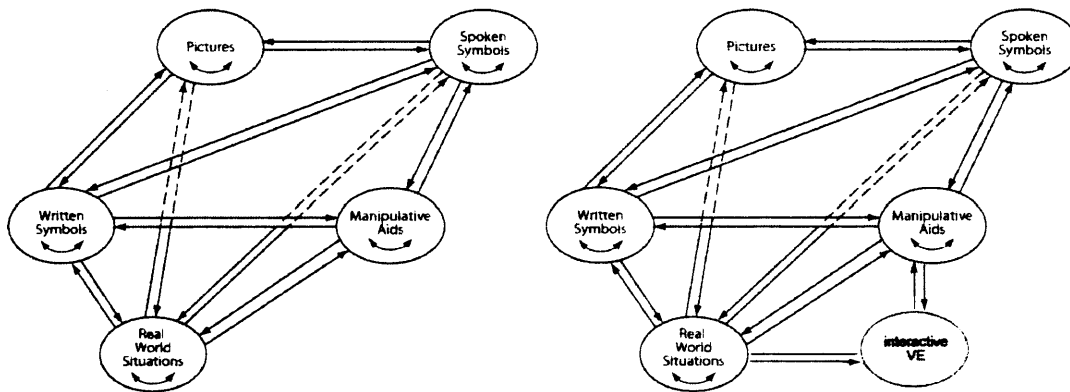 Pictures
Spoken
Symbols
Written
Symbols
Manipulative
Aids
Real
World
Situations
Pictures
Spoken
Symbols
Written
Symbols
Manipulative
Aids
Real
World
Situations
interactive
VE